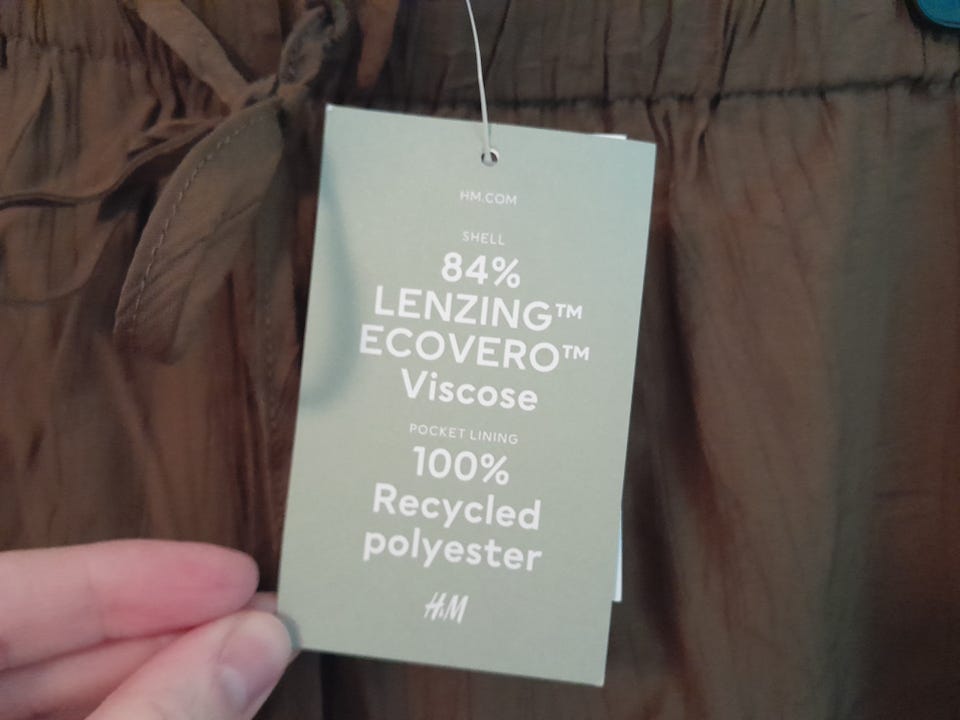 HM.COM
SHELL
84%
LENZING™
ECOVERO™
Viscose
POCKET LINING
100%
Recycled
polyester
H&M